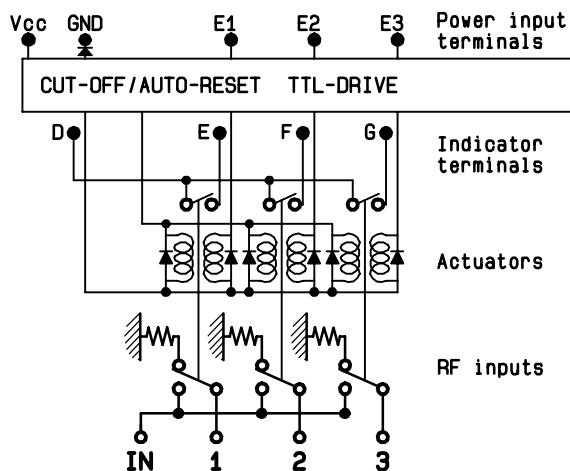 Vcc GND E1 E2 E3 Power input
terminals
CUT-OFF/AUTO-RESET TTL-DRIVE
D E F G Indicator
terminals
Actuators
RF inputs
IN 1 2 3